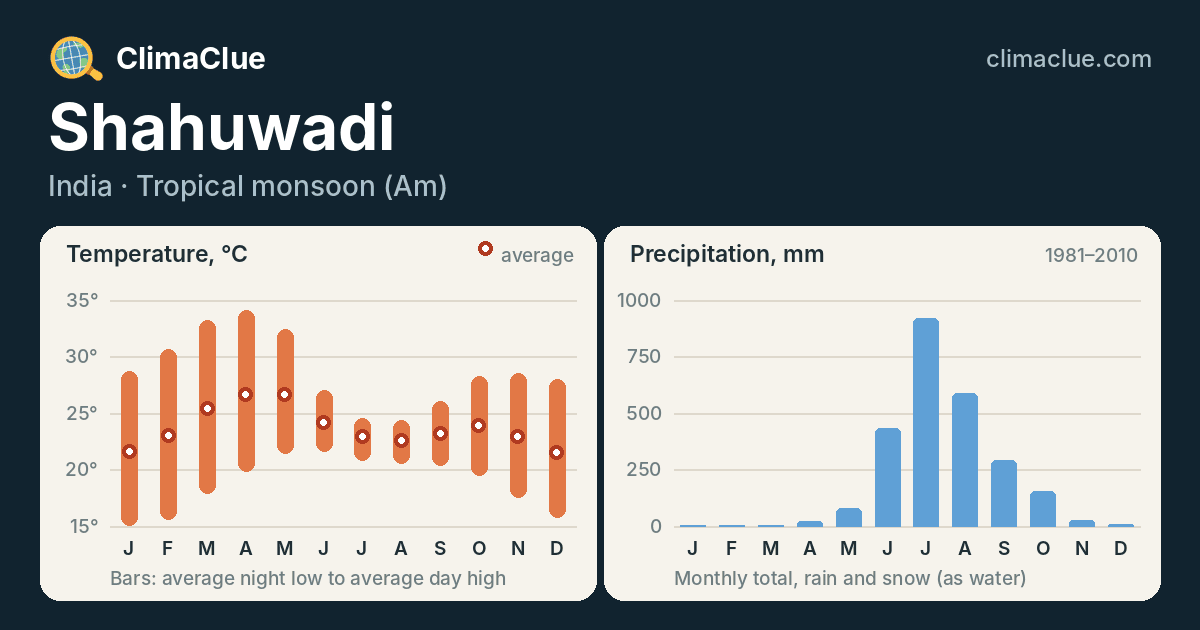 ClimaClue
climaclue.com
Shahuwadi
India · Tropical monsoon (Am)
Temperature, °C
average
35°
30°
25°
20°
15°
J F M A M J J A S O N D
Bars: average night low to average day high
Precipitation, mm
1981–2010
1000
750
500
250
0
J F M A M J J A S O N D
Monthly total, rain and snow (as water)